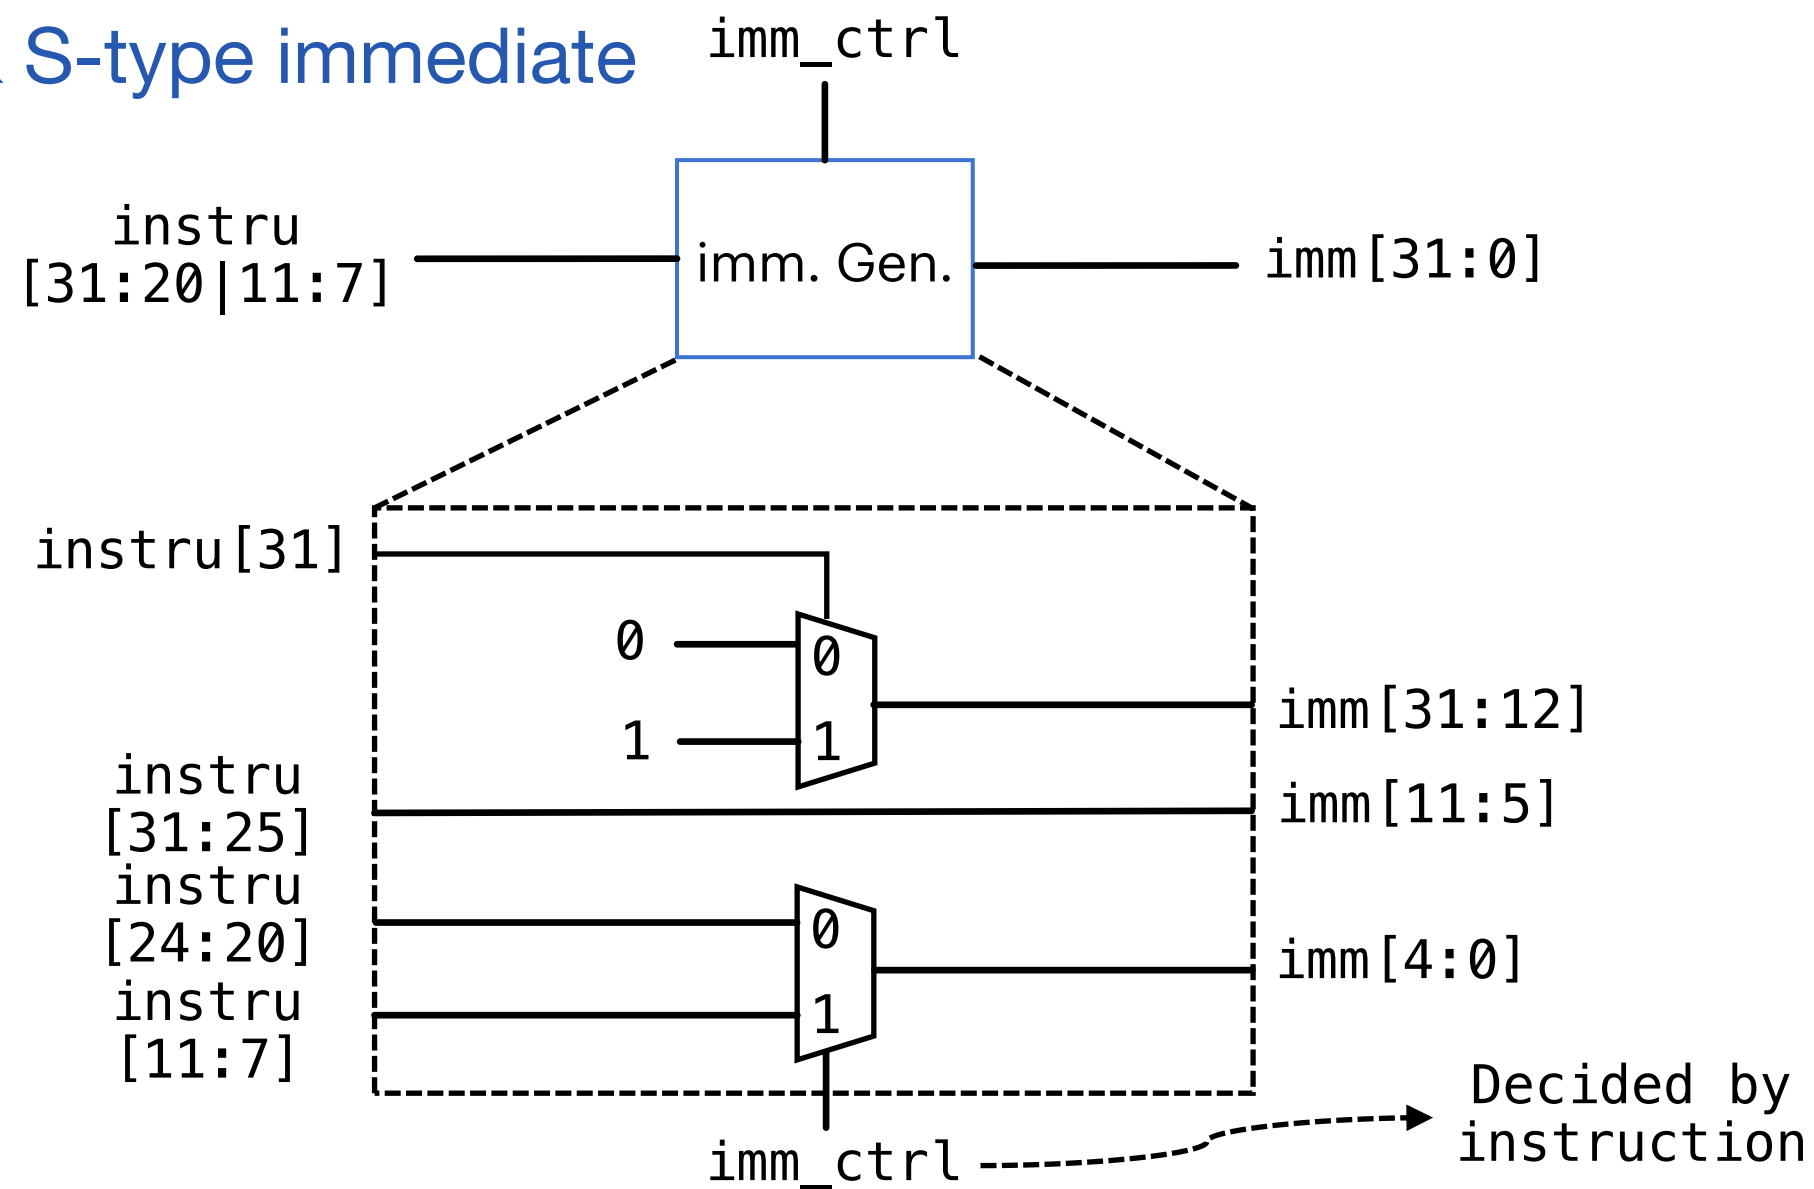 S-type immediate
imm_ctrl
instru
[31:20|11:7]
imm. Gen.
imm[31:0]
instru[31]
0
0
1
1
imm[31:12]
instru
[31:25]
imm[11:5]
instru
[24:20]
0
imm[4:0]
instru
[11:7]
1
imm_ctrl
Decided by
instruction